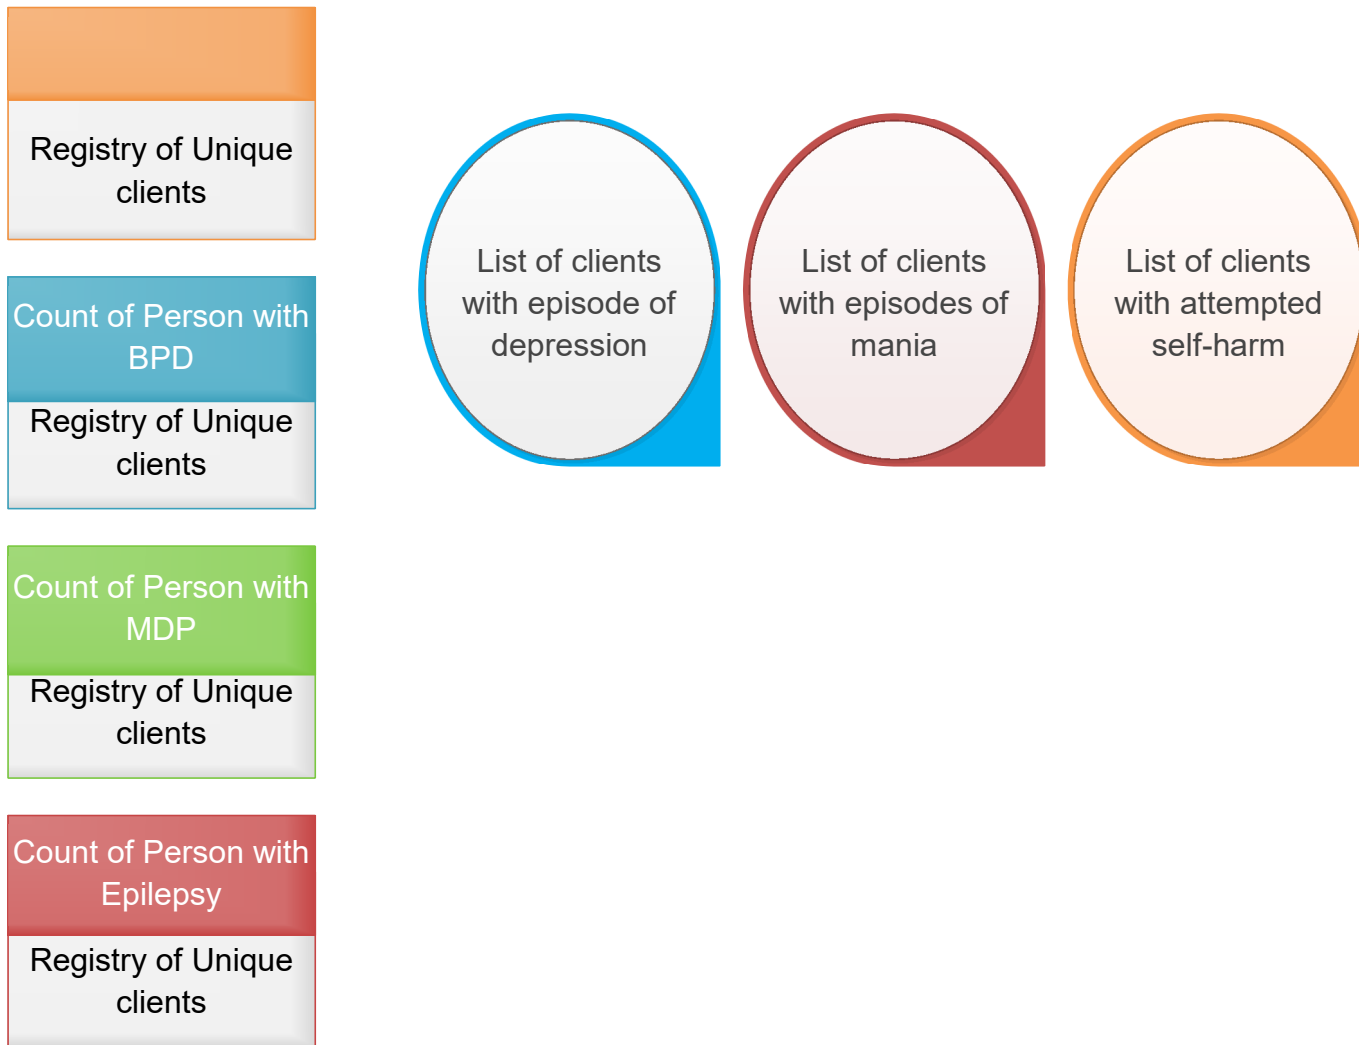 Registry of Unique
clients
Count of Person with
BPD
Registry of Unique
clients
Count of Person with
MDP
Registry of Unique
clients
Count of Person with
Epilepsy
Registry of Unique
clients
List of clients
with episode of
depression
List of clients
with episodes of
mania
List of clients
with attempted
self-harm